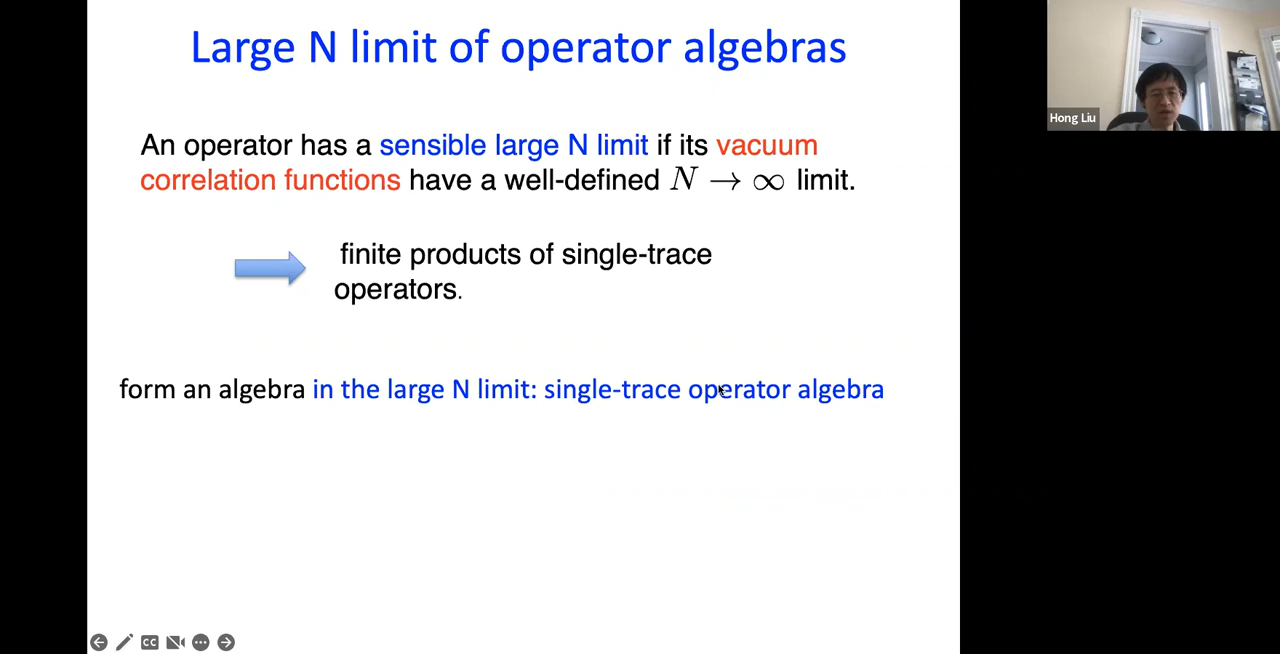 Large N limit of operator algebras
Hong Liu
An operator has a sensible large N limit if its vacuum
correlation functions have a well-defined N → ∞ limit.
finite products of single-trace
operators.
form an algebra in the large N limit: single-trace operator algebra
CC